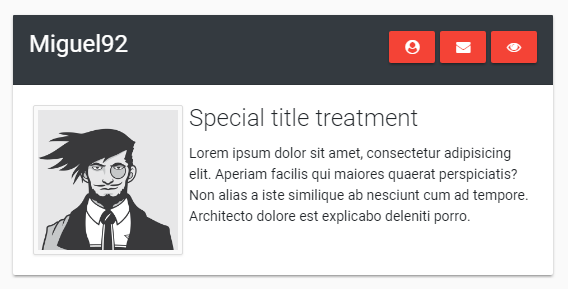 Miguel92
Special title treatment
Lorem ipsum dolor sit amet, consectetur adipisicing
elit. Aperiam facilis qui maiores quaerat perspiciatis?
Non alias a iste similique ab nesciunt cum ad tempore.
Architecto dolore est explicabo deleniti porro.